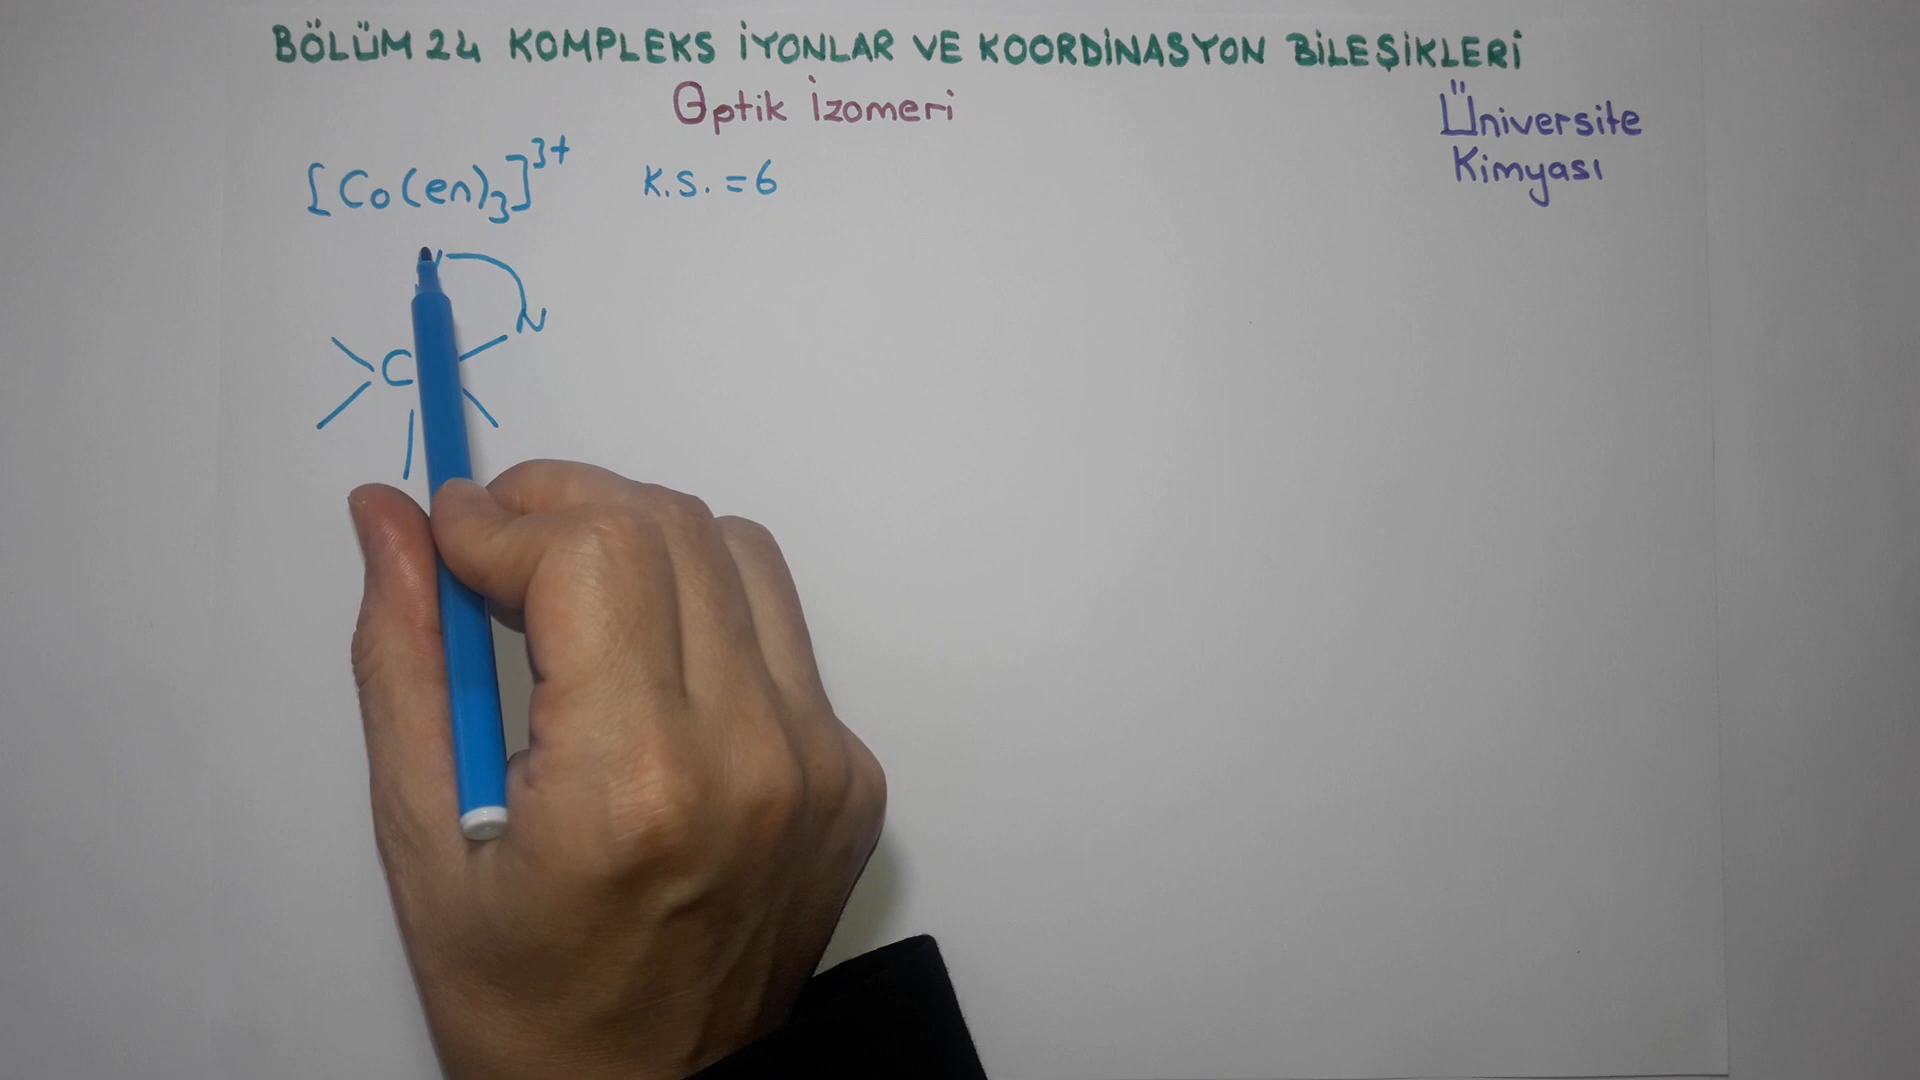 BÖLÜM 24 KOMPLEKS İYONLAR VE KOORDİNASYON BİLEŞİKLERİ
Optik İzomeri
Üniversite
Kimyası
[Co(en)3]3+ K.S. = 6
N
C